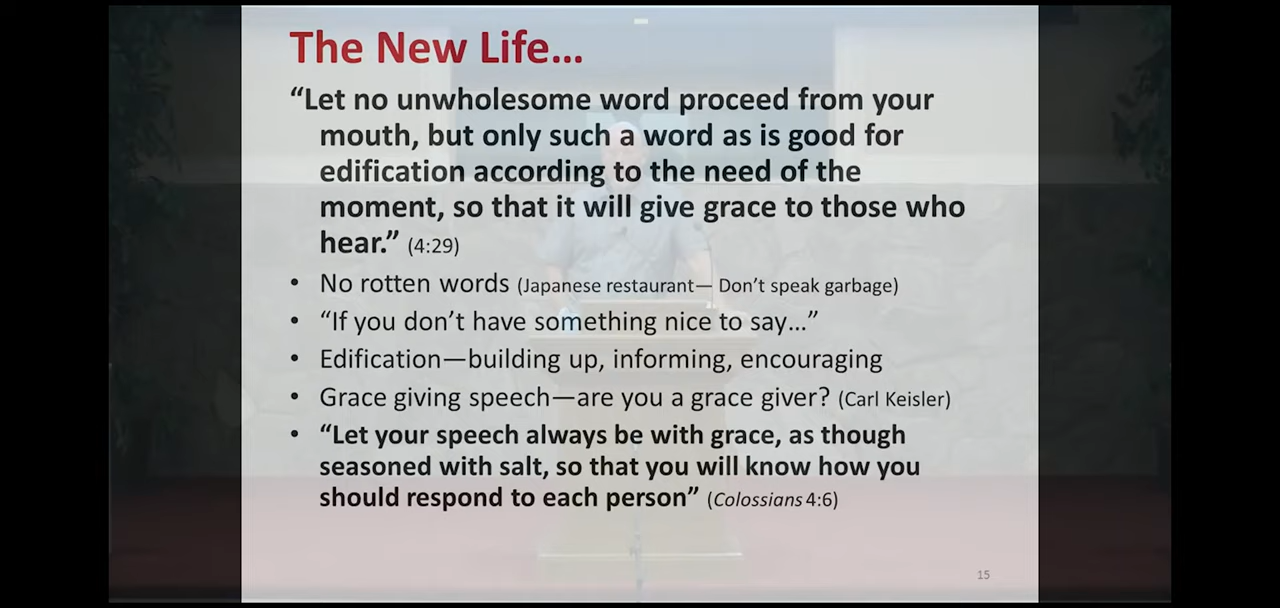 The New Life...
“Let no unwholesome word proceed from your
mouth, but only such a word as is good for
edification according to the need of the
moment, so that it will give grace to those who
hear.” (4:29)
• No rotten words (Japanese restaurant— Don’t speak garbage)
• “If you don’t have something nice to say...”
• Edification—building up, informing, encouraging
• Grace giving speech—are you a grace giver? (Carl Keisler)
• “Let your speech always be with grace, as though
seasoned with salt, so that you will know how you
should respond to each person” (Colossians 4:6)
15